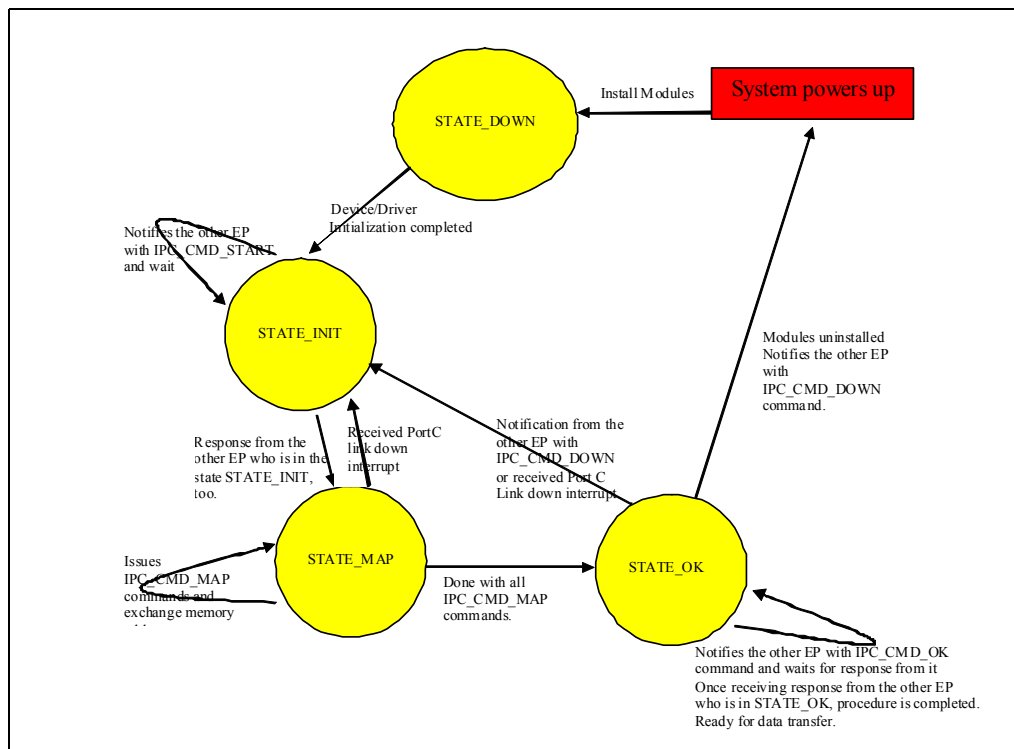 System powers up
Install Modules
STATE_DOWN
Device/Driver
Initialization completed
Notifies the other EP
with IPC_CMD_START
and wait
STATE_INIT
Modules uninstalled
Notifies the other EP
with
IPC_CMD_DOWN
command.
Response from the
other EP who is in the
state STATE_INIT,
too.
Received PortC
link down
interrupt
Notification from the
other EP with
IPC_CMD_DOWN
or received Port C
Link down interrupt
STATE_MAP
STATE_OK
Issues
IPC_CMD_MAP
commands and
exchange memory
Done with all
IPC_CMD_MAP
commands.
Notifies the other EP with IPC_CMD_OK
command and waits for response from it
Once receiving response from the other EP
who is in STATE_OK, procedure is completed.
Ready for data transfer.